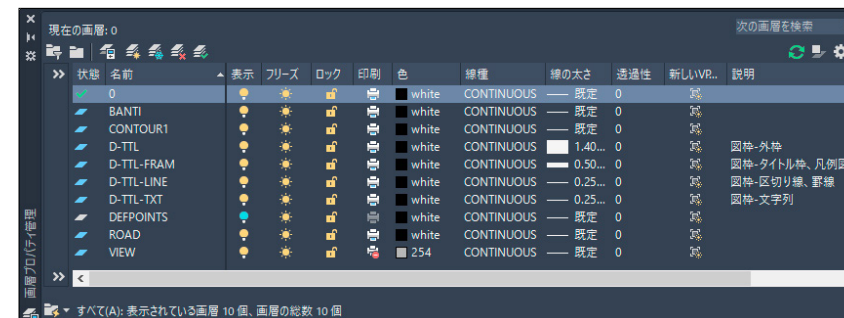 現在の画層: 0
次の画層を検索
状態 名前 表示 フリーズ ロック 印刷 色 線種 線の太さ 透過性 新しいVP... 説明
0 white CONTINUOUS 既定 0
BANTI white CONTINUOUS 既定 0
CONTOUR1 white CONTINUOUS 既定 0
D-TTL white CONTINUOUS 1.40... 0 図枠-外枠
D-TTL-FRAM white CONTINUOUS 0.50... 0 図枠-タイトル枠、凡例図
D-TTL-LINE white CONTINUOUS 0.25... 0 図枠-区切り線、罫線
D-TTL-TXT white CONTINUOUS 0.25... 0 図枠-文字列
DEFPOINTS white CONTINUOUS 既定 0
ROAD white CONTINUOUS 既定 0
VIEW 254 CONTINUOUS 既定 0
すべて(A): 表示されている画層 10 個、画層の総数 10 個
画層プロパティ管理